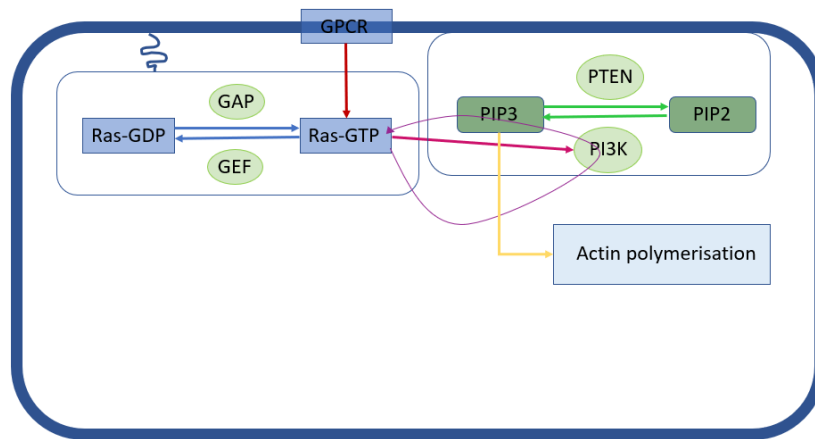 GPCR
GAP
PTEN
Ras-GDP
Ras-GTP
PIP3
PIP2
GEF
PI3K
Actin polymerisation